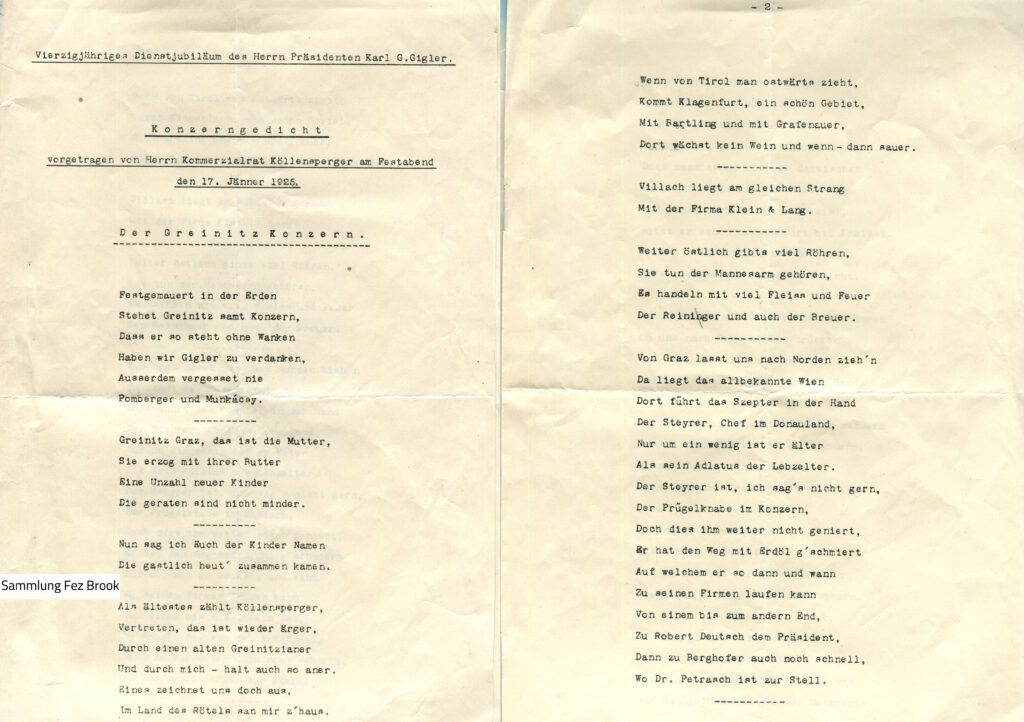 Vierzigjähriges Dienstjubiläum des Herrn Präsidenten Karl G.Gigler.
Konzerngedicht
vorgetragen von Herrn Kommerzialrat Köllensperger am Festabend
den 17. Jänner 1925.
Der Greinitz Konzern.
Festgemauert in der Erden
Stehet Greinitz samt Konzern,
Dass er so steht ohne Wanken
Haben wir Gigler zu verdanken,
Ausserdem vergesset nie
Pomberger und Munkácsy.
----------
Greinitz Graz, das ist die Mutter,
Sie erzog mit ihrer Butter
Eine Unzahl neuer Kinder
Die geraten sind nicht minder.
----------
Nun sag ich Euch der Kinder Namen
Die gastlich heut´ zusammen kamen.
----------
Als ältestes zählt Köllensperger,
Vertreten, das ist wieder ärger,
Durch einen alten Greinitzianer
Und durch mich - halt auch so aner.
Eines zeichnet uns doch aus,
Im Land des Rötels san mir z´haus.
Sammlung Fez Brook
- 2 -
Wenn von Tirol man ostwärts zieht,
Kommt Klagenfurt, ein schön Gebiet,
Mit Bartling und mit Grafenauer,
Dort wächst kein Wein und wenn - dann sauer.
-----------
Villach liegt am gleichen Strang
Mit der Firma Klein & Lang.
-----------
Weiter östlich gibts viel Röhren,
Sie tun der Mannesarm gehören,
Es handeln mit viel Fleiss und Feuer
Der Reininger und auch der Breuer.
-----------
Von Graz lasst uns nach Norden zieh´n
Da liegt das allbekannte Wien
Dort führt das Szepter in der Hand
Der Steyrer, Chef im Donauland,
Nur um ein wenig ist er älter
Als sein Adlatus der Lebzelter.
Der Steyrer ist, ich sag´s nicht gern,
Der Prügelknabe im Konzern,
Doch dies ihm weiter nicht geniert,
Er hat den Weg mit Erdöl g´schmiert
Auf welchem er so dann und wann
Zu seinen Firmen laufen kann
Von einem bis zum andern End,
Zu Robert Deutsch dem Präsident,
Dann zu Berghofer auch noch schnell,
Wo Dr. Petrasch ist zur Stell.
-----------